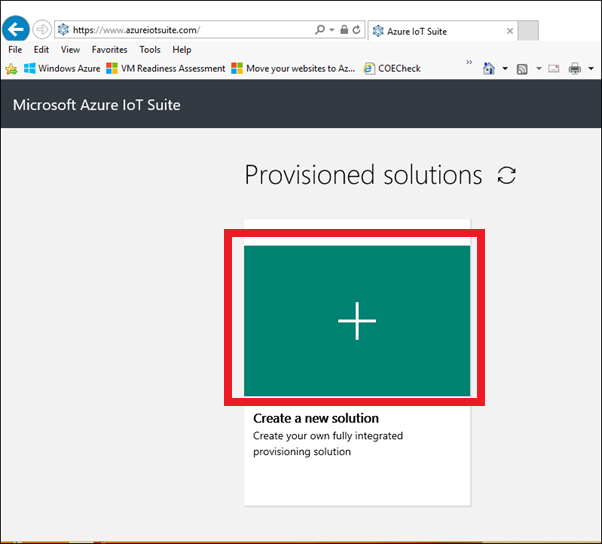 https://www.azureiotsuite.com/
Azure IoT Suite
File Edit View Favorites Tools Help
Windows Azure VM Readiness Assessment Move your websites to Az... COECheck
Microsoft Azure IoT Suite
Provisioned solutions
Create a new solution
Create your own fully integrated
provisioning solution